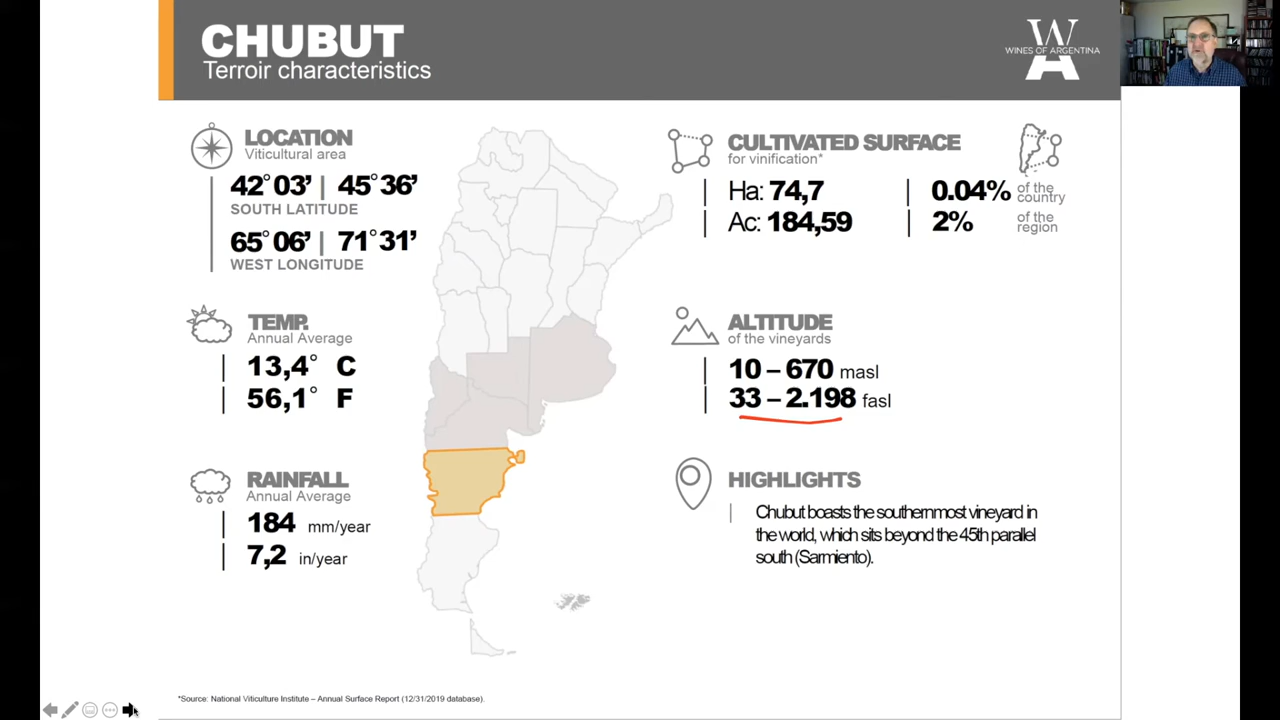 CHUBUT
Terroir characteristics
WINES OF ARGENTINA
LOCATION
Viticultural area
42° 03’ | 45° 36’
SOUTH LATITUDE
65° 06’ | 71° 31’
WEST LONGITUDE
TEMP.
Annual Average
13,4° C
56,1° F
RAINFALL
Annual Average
184 mm/year
7,2 in/year
CULTIVATED SURFACE
for vinification*
Ha: 74,7
0.04% of the country
Ac: 184,59
2% of the region
ALTITUDE
of the vineyards
10 – 670 masl
33 – 2.198 fasl
HIGHLIGHTS
Chubut boasts the southernmost vineyard in
the world, which sits beyond the 45th parallel
south (Sarmiento).
*Source: National Viticulture Institute – Annual Surface Report (12/31/2019 database).